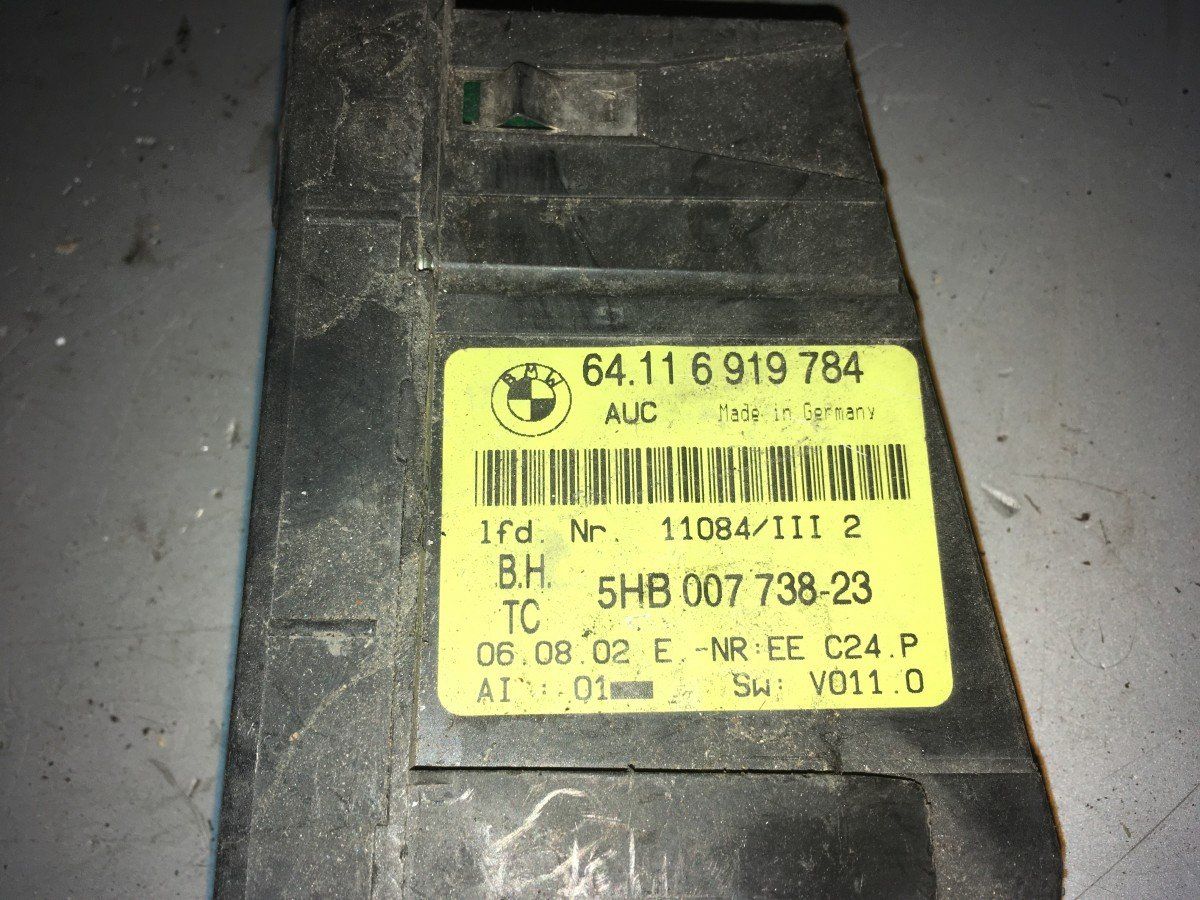 BMW
64.11 6 919 784
AUC Made in Germany
lfd. Nr. 11084/III 2
B.H.
TC
5HB 007 738-23
06.08.02 E.-NR:EE C24.P
AI : 01
SW: V011.0